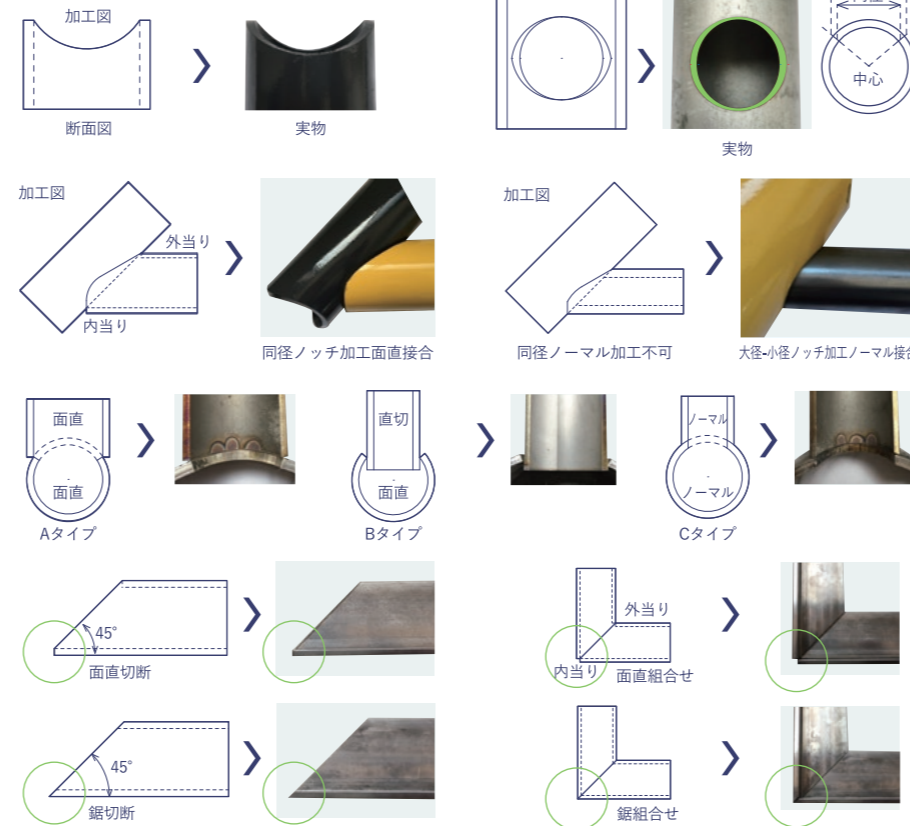 加工図
断面図
実物
中心
実物
加工図
外当り
内当り
同径ノッチ加工面直接合
加工図
同径ノーマル加工不可
大径-小径ノッチ加工ノーマル接合
面直
面直
Aタイプ
直切
面直
Bタイプ
ノーマル
ノーマル
Cタイプ
45°
面直切断
外当り
内当り
面直組合せ
45°
鋸切断
鋸組合せ